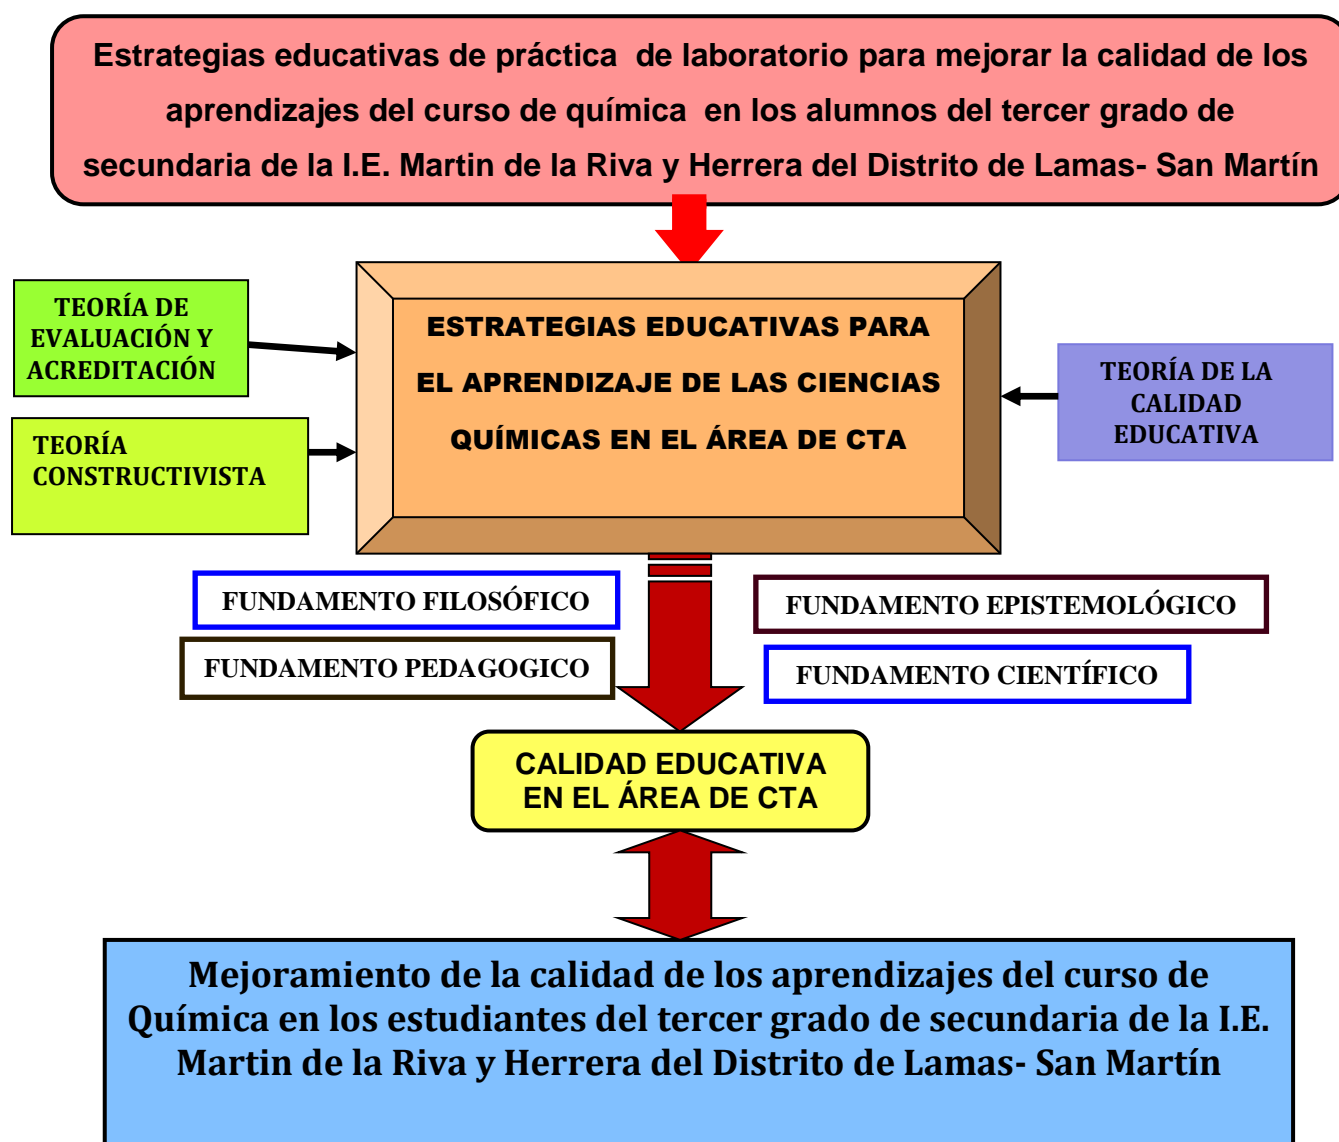 Estrategias educativas de práctica de laboratorio para mejorar la calidad de los
aprendizajes del curso de química en los alumnos del tercer grado de
secundaria de la I.E. Martin de la Riva y Herrera del Distrito de Lamas- San Martín
TEORÍA DE
EVALUACIÓN Y
ACREDITACIÓN
TEORÍA
CONSTRUCTIVISTA
ESTRATEGIAS EDUCATIVAS PARA
EL APRENDIZAJE DE LAS CIENCIAS
QUÍMICAS EN EL ÁREA DE CTA
TEORÍA DE LA
CALIDAD
EDUCATIVA
FUNDAMENTO FILOSÓFICO
FUNDAMENTO PEDAGOGICO
FUNDAMENTO EPISTEMOLÓGICO
FUNDAMENTO CIENTÍFICO
CALIDAD EDUCATIVA
EN EL ÁREA DE CTA
Mejoramiento de la calidad de los aprendizajes del curso de
Química en los estudiantes del tercer grado de secundaria de la I.E.
Martin de la Riva y Herrera del Distrito de Lamas- San Martín